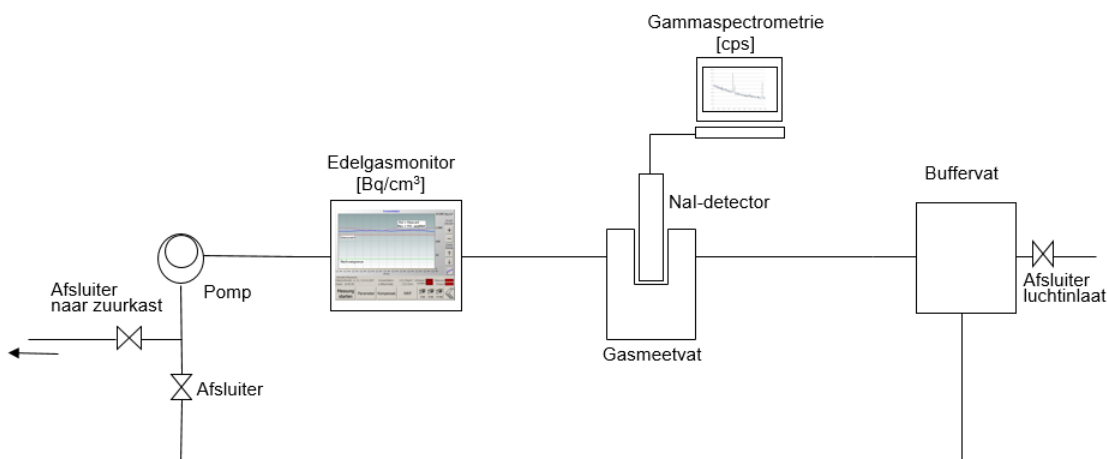 Gammaspectrometrie
[cps]
Edelgasmonitor
[Bq/cm³]
Buffervat
NaI-detector
Afsluiter
naar zuurkast
Pomp
Afsluiter
luchtinlaat
Gasmeetvat
Afsluiter